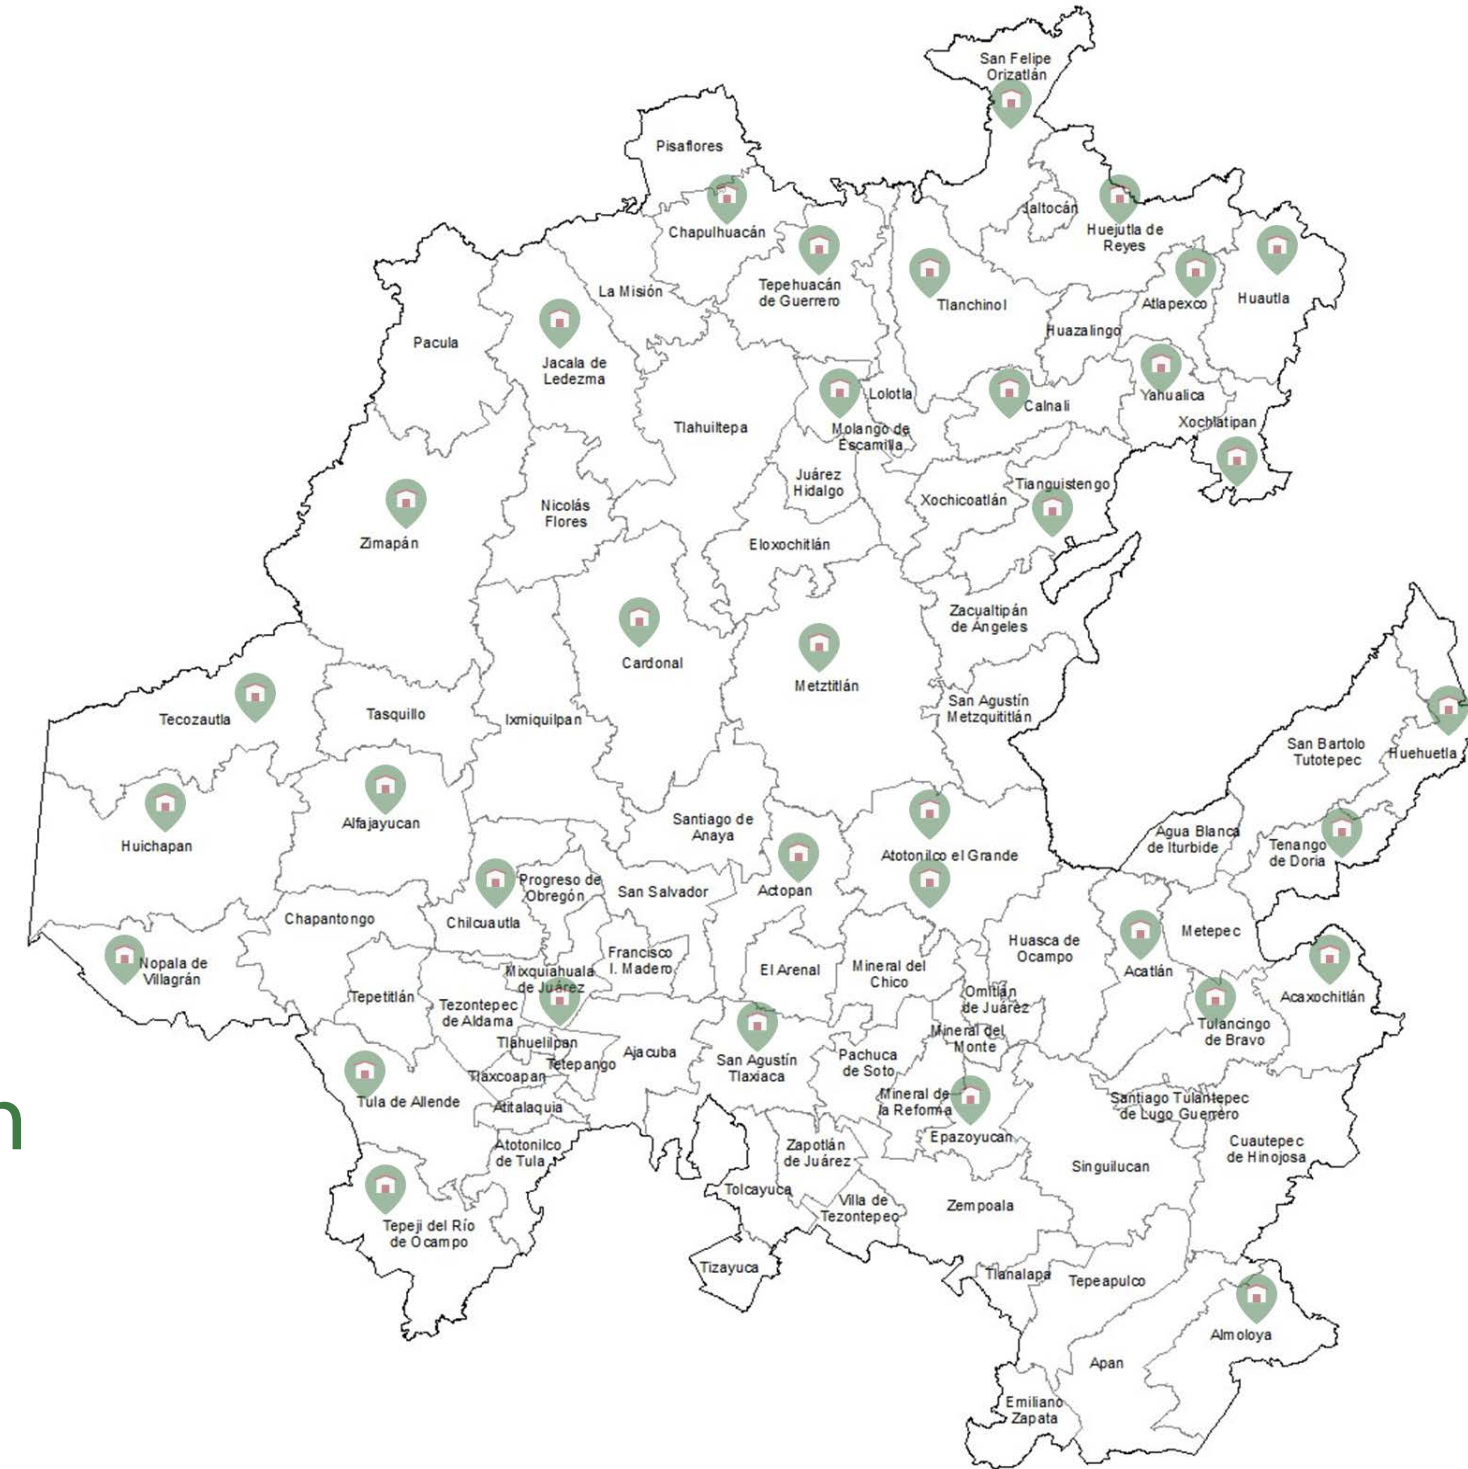 San Felipe
Orizatlán
Pisaflores
Jaltocán
Chapulhuacán
Huejutla de
Reyes
La Misión
Tepehuacán
de Guerrero
Tlanchinol
Atlapexco
Huautla
Huazalingo
Pacula
Jacala de
Ledezma
Lolotla
Calnali
Yahualica
Xochiatipan
Tlahuiltepa
Molango de
Escamilla
Juárez
Hidalgo
Xochicoatlán
Tianguistengo
Nicolás
Flores
Zimapán
Eloxochitlán
Zacualtipán
de Ángeles
Cardonal
Metztitlán
San Agustín
Metzquititlán
Tecozautla
Tasquillo
Ixmiquilpan
San Bartolo
Tutotepec
Huehuetla
Huichapan
Alfajayucan
Santiago de
Anaya
Atotonilco el Grande
Agua Blanca
de Iturbide
Tenango
de Doria
Progreso de
Obregón
San Salvador
Actopan
Chapantongo
Chilcuautla
Metepec
Nopala de
Villagrán
Francisco
I. Madero
El Arenal
Mineral del
Chico
Huasca de
Ocampo
Acatlán
Acaxochitlán
Mixquiahuala
de Juárez
Tepetitlán
Tezontepec
de Aldama
Omitlán
de Juárez
Tulancingo
de Bravo
Tlahuelilpan
Mineral del
Monte
Ajacuba
San Agustín
Tlaxiaca
Pachuca
de Soto
Tetepango
Tlaxcoapan
Tula de Allende
Atitalaquia
Mineral de
la Reforma
Epazoyucan
Santiago Tulantepec
de Lugo Guerrero
n
Atotonilco
de Tula
Zapotlán
de Juárez
Singuilucan
Cuautepec
de Hinojosa
Tolcayuca
Villa de
Tezontepec
Zempoala
Tepeji del Río
de Ocampo
Tizayuca
Tlanalapa
Tepeapulco
Almoloya
Apan
Emiliano
Zapata